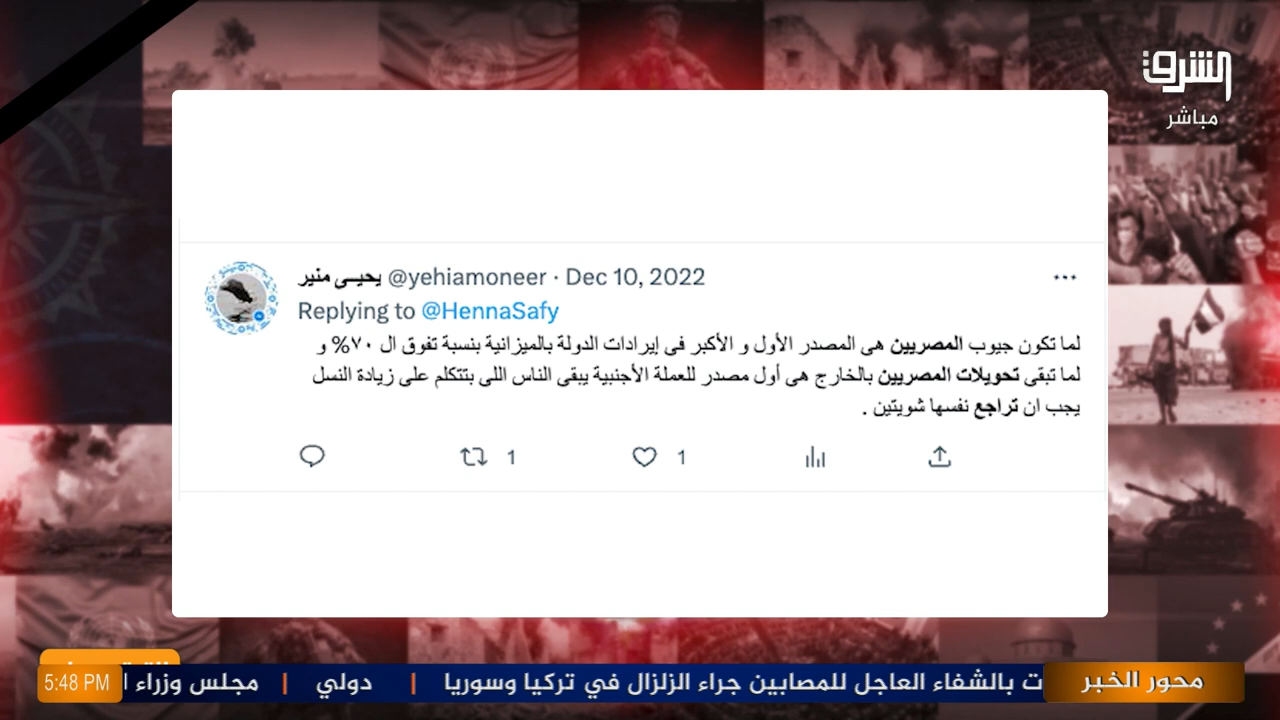 الشرق
مباشر
يحيــى منير @yehiamoneer · Dec 10, 2022
Replying to @HennaSafy
لما تكون جيوب المصريين هى المصدر الأول و الأكبر فى إيرادات الدولة بالميزانية بنسبة تفوق ال ٧٠% و
لما تبقى تحويلات المصريين بالخارج هى أول مصدر للعملة الأجنبية يبقى الناس اللى بتتكلم على زيادة النسل
يجب ان تراجع نفسها شويتين .
1
1
محور الخبر
ت بالشفاء العاجل للمصابين جراء الزلزال في تركيا وسوريا | دولي | مجلس وزراء ا
5:48 PM